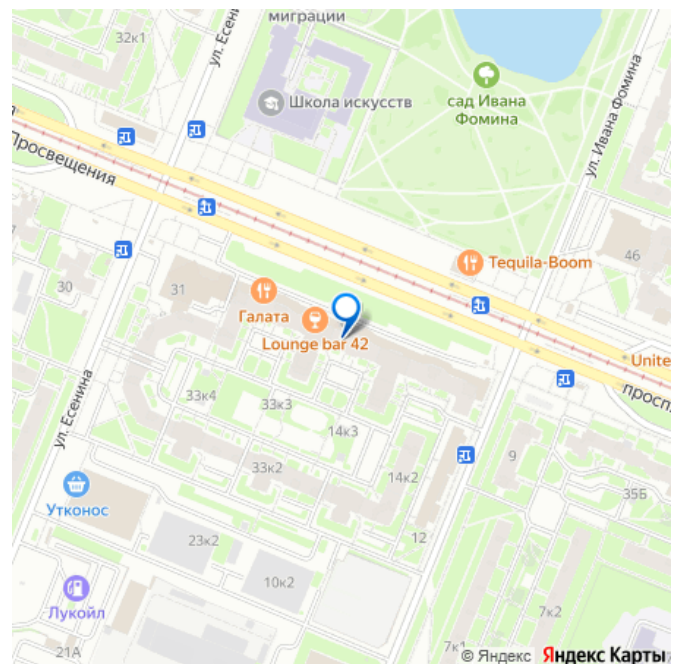 миграции
32к1
ул. Есенина
Школа искусств
сад Ивана
Фомина
ул. Ивана Фомина
Просвещения
Tequila-Boom
46
30
31
Галата
Lounge bar 42
Unite
просп.
ул. Есенина
33к4
33к3
14к3
33к2
14к2
9
35Б
Утконос
23к2
12
10к2
Лукойл
7к2
7к1
21А
© Яндекс Яндекс Карты